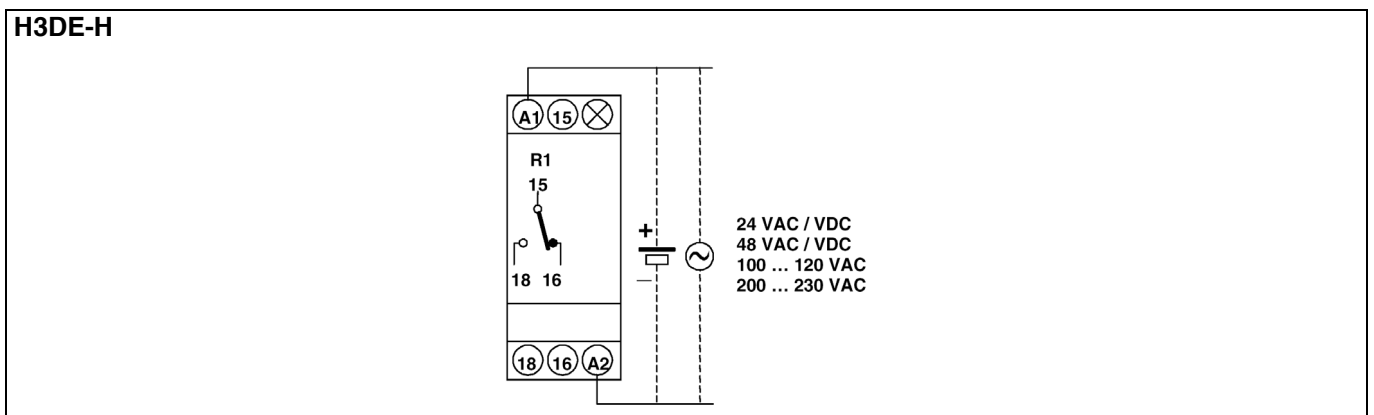 H3DE-H
A1 15
R1
15
18 16
18 16 A2
+
–
24 VAC / VDC
48 VAC / VDC
100 ... 120 VAC
200 ... 230 VAC